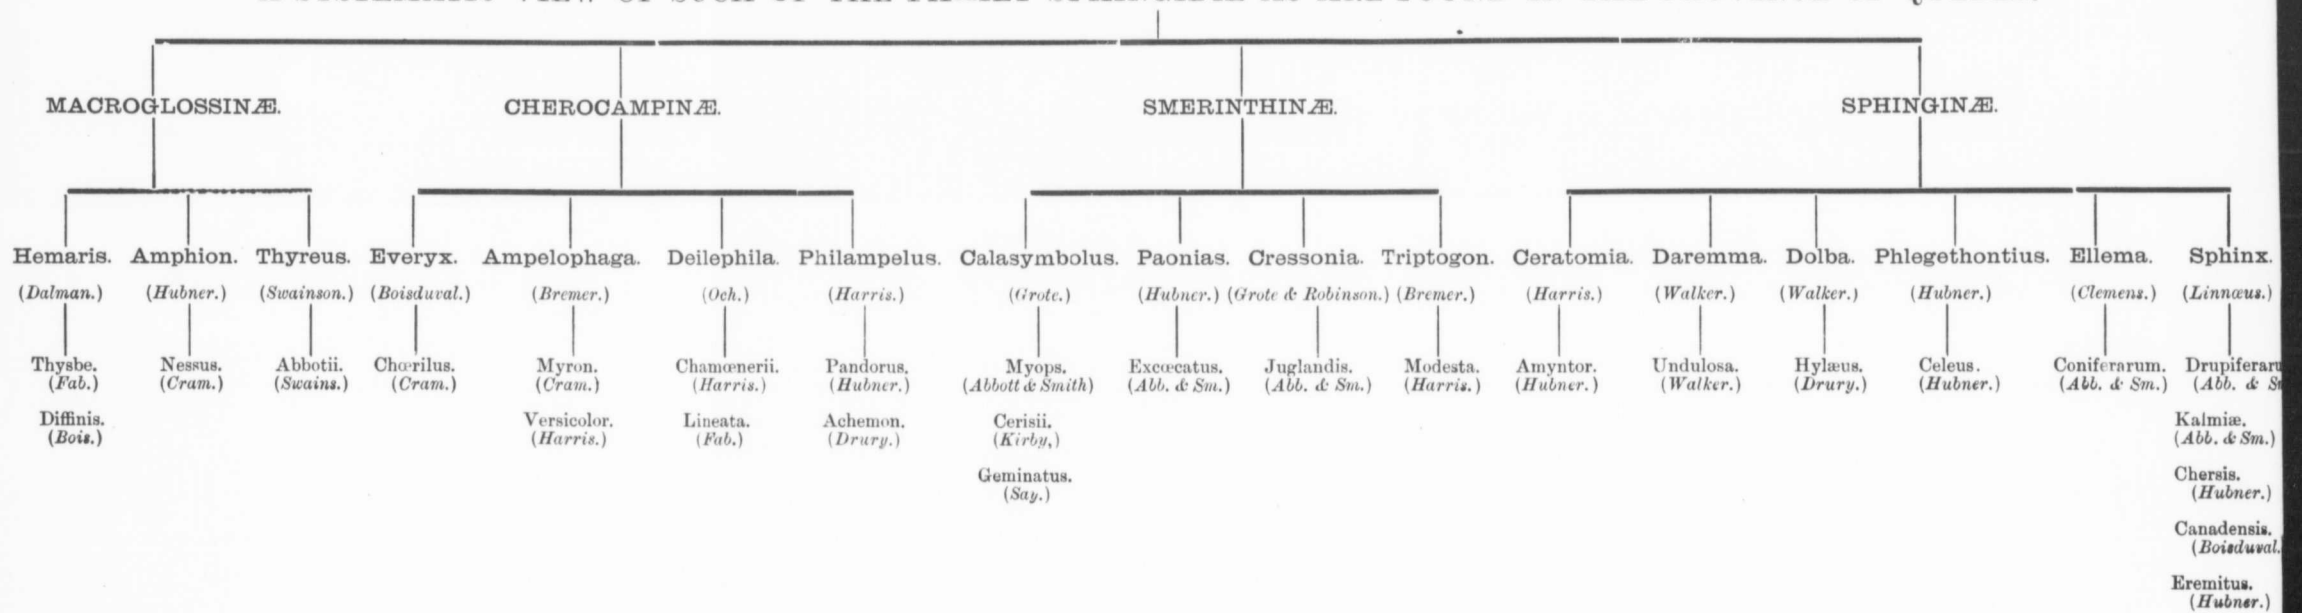 MACROGLOSSINÆ. CHEROCAMPINÆ. SMERINTHINÆ. SPHINGINÆ.
Hemaris. Amphion. Thyreus. Everyx. Ampelophaga. Deilephila. Philampelus. Calasymbolus. Paonias. Cressonia. Triptogon. Ceratomia. Daremma. Dolba. Phlegethontius. Ellema. Sphinx.
(Dalman.) (Hubner.) (Swainson.) (Boisduval.) (Bremer.) (Och.) (Harris.) (Grote.) (Hubner.) (Grote & Robinson.) (Bremer.) (Harris.) (Walker.) (Walker.) (Hubner.) (Clemens.) (Linnæus.)
Thysbe. Nessus. Abbotii. Chœrilus. Myron. Chamœnerii. Pandorus. Myops. Excœcatus. Juglandis. Modesta. Amyntor. Undulosa. Hylæus. Celeus. Coniferarum. Drupiferaru
(Fab.) (Cram.) (Swains.) (Cram.) (Cram.) (Harris.) (Hubner.) (Abbott & Smith) (Abb. & Sm.) (Abb. & Sm.) (Harris.) (Hubner.) (Walker.) (Drury.) (Hubner.) (Abb. & Sm.) (Abb. & S
Diffinis. Versicolor. Lineata. Achemon. Cerisii. Kalmiæ.
(Bois.) (Harris.) (Fab.) (Drury.) (Kirby,) (Abb. & Sm.)
Geminatus. Chersis.
(Say.) (Hubner.)
Canadensis.
(Boisduval.
Eremitus.
(Hubner.)